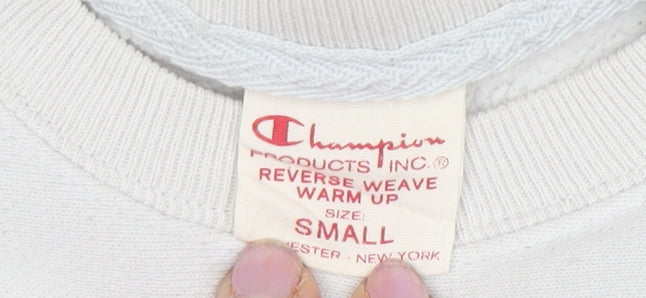 Champion
PRODUCTS INC.®
REVERSE WEAVE
WARM UP
SIZE:
SMALL
NEW YORK